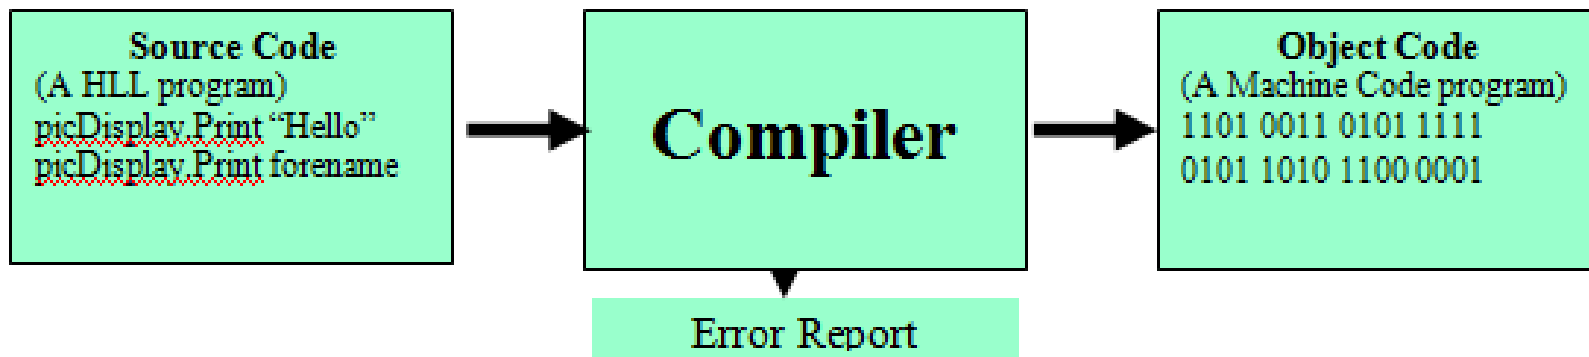 Source Code
(A HLL program)
picDisplay.Print “Hello”
picDisplay.Print forename
Compiler
Error Report
Object Code
(A Machine Code program)
1101 0011 0101 1111
0101 1010 1100 0001